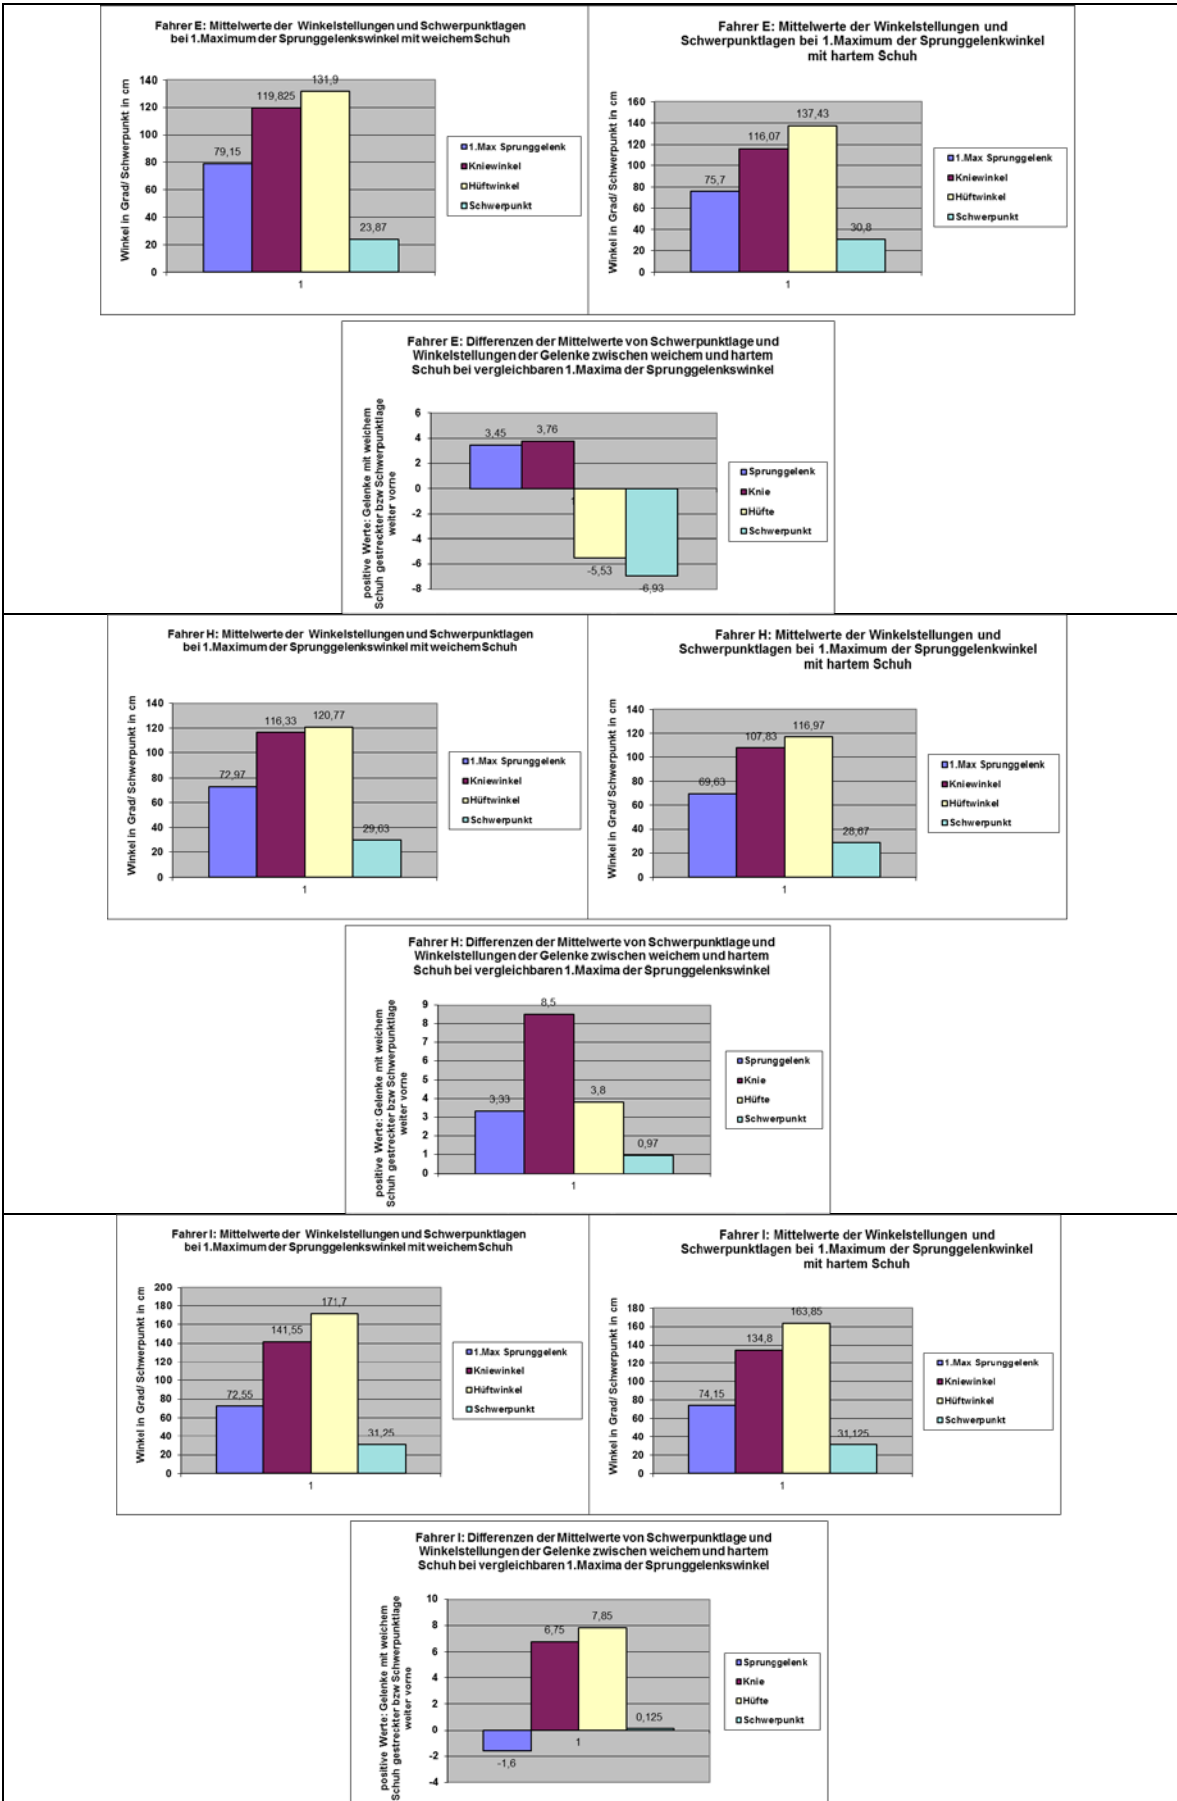 Fahrer E: Mittelwerte der Winkelstellungen und Schwerpunktlagen
bei 1.Maximum der Sprunggelenkswinkel mit weichem Schuh
Winkel in Grad/ Schwerpunkt in cm
140
120
100
80
60
40
20
0
79,15
119,825
131,9
23,87
1
1.Max Sprunggelenk
Kniewinkel
Hüftwinkel
Schwerpunkt
Fahrer E: Mittelwerte der Winkelstellungen und
Schwerpunktlagen bei 1.Maximum der Sprunggelenkwinkel
mit hartem Schuh
Winkel in Grad/ Schwerpunkt in cm
160
140
120
100
80
60
40
20
0
75,7
116,07
137,43
30,8
1
1.Max Sprunggelenk
Kniewinkel
Hüftwinkel
Schwerpunkt
Fahrer E: Differenzen der Mittelwerte von Schwerpunktlage und
Winkelstellungen der Gelenke zwischen weichem und hartem
Schuh bei vergleichbaren 1.Maxima der Sprunggelenkswinkel
positive Werte: Gelenke mit weichem
Schuh gestreckter bzw Schwerpunktlage
weiter vorne
6
4
2
0
-2
-4
-6
-8
3,45
3,76
-5,53
-6,93
1
Sprunggelenk
Knie
Hüfte
Schwerpunkt
Fahrer H: Mittelwerte der Winkelstellungen und Schwerpunktlagen
bei 1.Maximum der Sprunggelenkswinkel mit weichem Schuh
Winkel in Grad/ Schwerpunkt in cm
140
120
100
80
60
40
20
0
72,97
116,33
120,77
29,63
1
1.Max Sprunggelenk
Kniewinkel
Hüftwinkel
Schwerpunkt
Fahrer H: Mittelwerte der Winkelstellungen und
Schwerpunktlagen bei 1.Maximum der Sprunggelenkwinkel
mit hartem Schuh
Winkel in Grad/ Schwerpunkt in cm
140
120
100
80
60
40
20
0
69,63
107,83
116,97
28,67
1
1.Max Sprunggelenk
Kniewinkel
Hüftwinkel
Schwerpunkt
Fahrer H: Differenzen der Mittelwerte von Schwerpunktlage und
Winkelstellungen der Gelenke zwischen weichem und hartem
Schuh bei vergleichbaren 1.Maxima der Sprunggelenkswinkel
positive Werte: Gelenke mit weichem
Schuh gestreckter bzw Schwerpunktlage
weiter vorne
9
8
7
6
5
4
3
2
1
0
3,33
8,5
3,8
0,97
1
Sprunggelenk
Knie
Hüfte
Schwerpunkt
Fahrer I: Mittelwerte der Winkelstellungen und Schwerpunktlagen
bei 1.Maximum der Sprunggelenkswinkel mit weichem Schuh
Winkel in Grad/ Schwerpunkt in cm
200
180
160
140
120
100
80
60
40
20
0
72,55
141,55
171,7
31,25
1
1.Max Sprunggelenk
Kniewinkel
Hüftwinkel
Schwerpunkt
Fahrer I: Mittelwerte der Winkelstellungen und
Schwerpunktlagen bei 1.Maximum der Sprunggelenkwinkel
mit hartem Schuh
Winkel in Grad/ Schwerpunkt in cm
180
160
140
120
100
80
60
40
20
0
74,15
134,8
163,85
31,125
1
1.Max Sprunggelenk
Kniewinkel
Hüftwinkel
Schwerpunkt
Fahrer I: Differenzen der Mittelwerte von Schwerpunktlage und
Winkelstellungen der Gelenke zwischen weichem und hartem
Schuh bei vergleichbaren 1.Maxima der Sprunggelenkswinkel
positive Werte: Gelenke mit weichem
Schuh gestreckter bzw Schwerpunktlage
weiter vorne
10
8
6
4
2
0
-2
-4
-1,6
6,75
7,85
0,125
1
Sprunggelenk
Knie
Hüfte
Schwerpunkt